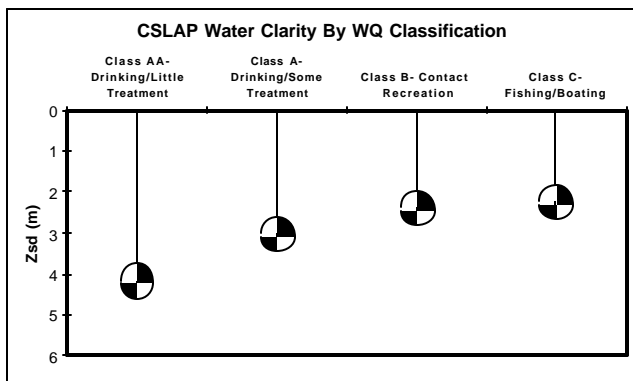 CSLAP Water Clarity By WQ Classification
Class AA-
Drinking/Little
Treatment
Class A-
Drinking/Some
Treatment
Class B- Contact
Recreation
Class C-
Fishing/Boating
0
1
2
3
4
5
6
Zsd (m)